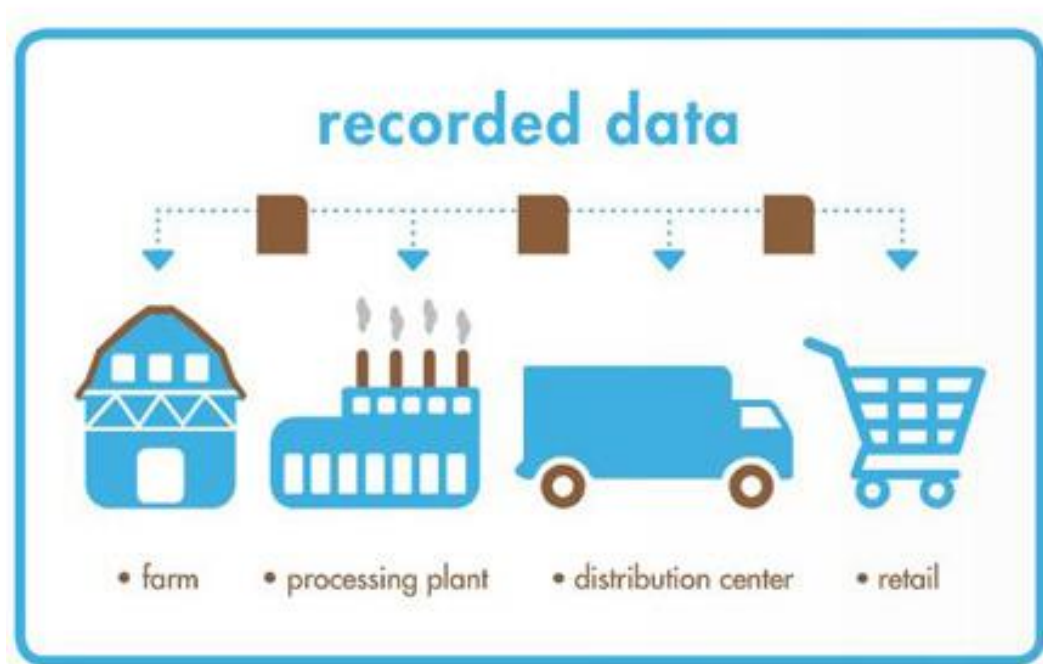 recorded data
• farm • processing plant • distribution center • retail